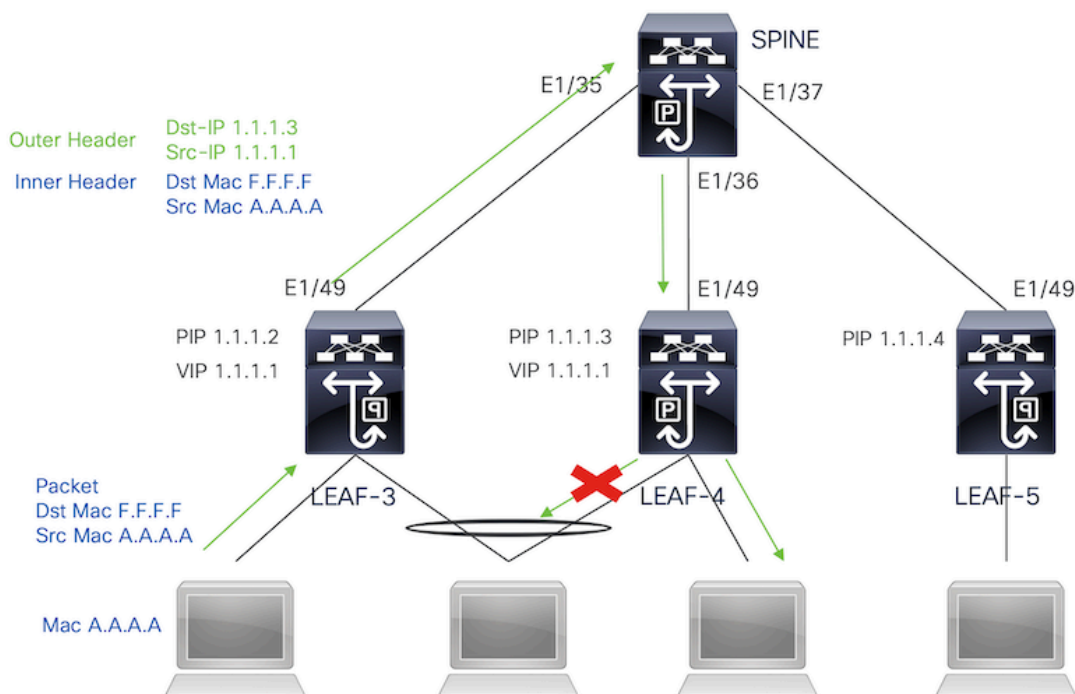 SPINE
E1/35
E1/37
Outer Header
Dst-IP 1.1.1.3
Src-IP 1.1.1.1
Inner Header
Dst Mac F.F.F.F
Src Mac A.A.A.A
P
E1/36
E1/49
E1/49
E1/49
PIP 1.1.1.2
VIP 1.1.1.1
PIP 1.1.1.3
VIP 1.1.1.1
PIP 1.1.1.4
P
P
P
Packet
Dst Mac F.F.F.F
Src Mac A.A.A.A
LEAF-3
LEAF-4
LEAF-5
Mac A.A.A.A